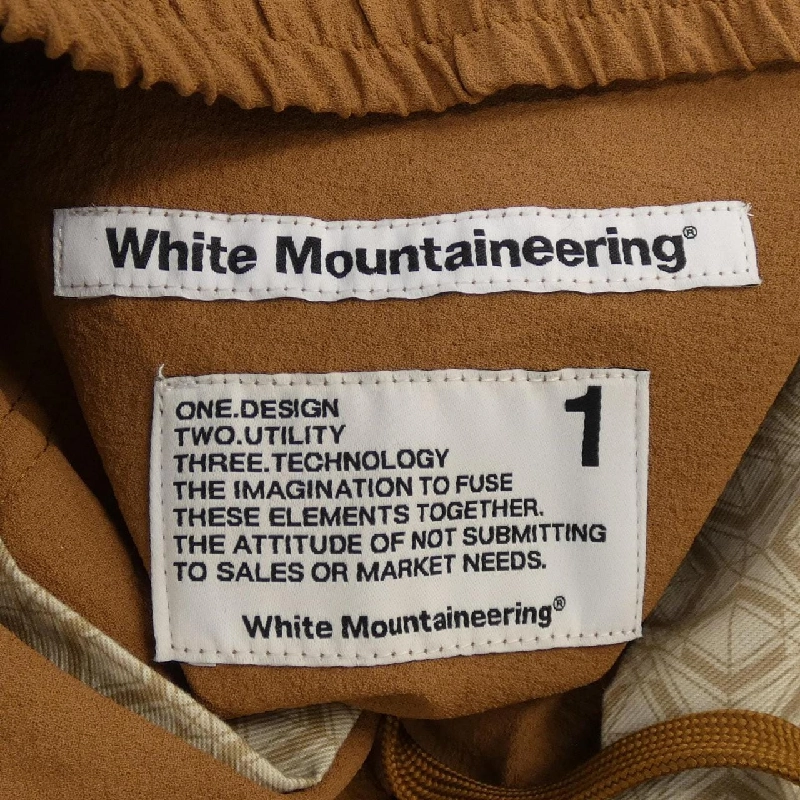 White Mountaineering®
1
ONE.DESIGN
TWO.UTILITY
THREE.TECHNOLOGY
THE IMAGINATION TO FUSE
THESE ELEMENTS TOGETHER.
THE ATTITUDE OF NOT SUBMITTING
TO SALES OR MARKET NEEDS.
White Mountaineering®